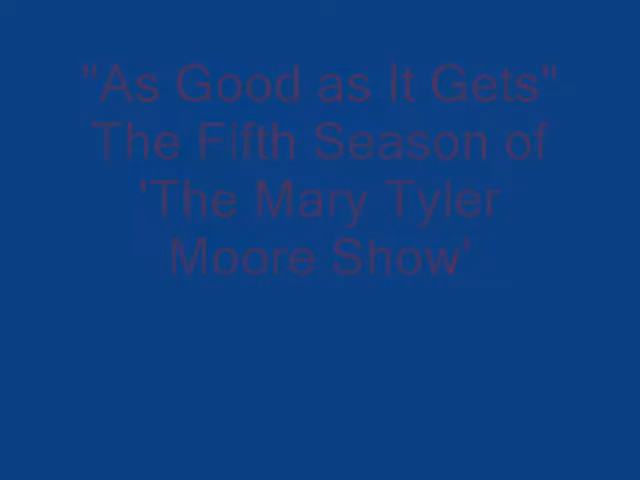 "As Good as It Gets"
The Fifth Season of
'The Mary Tyler
Moore Show'